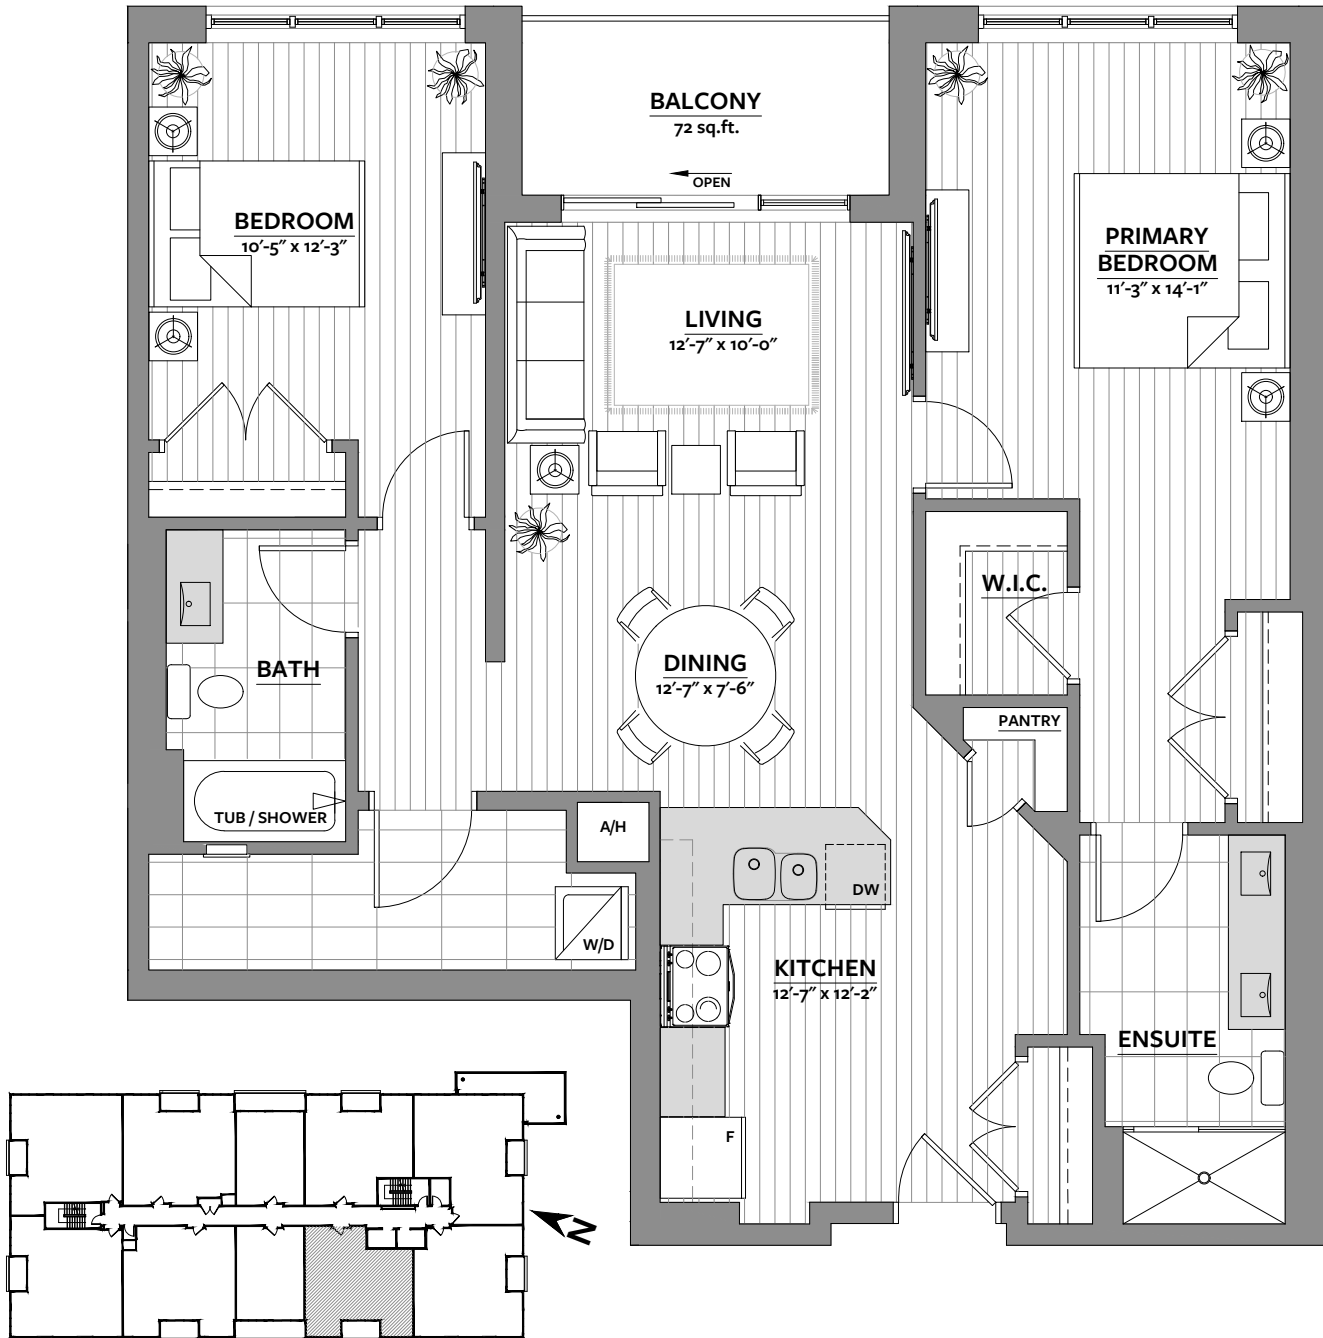 BALCONY
72 sq.ft.
OPEN
BEDROOM
10'-5" x 12'-3"
PRIMARY
BEDROOM
11'-3" x 14'-1"
LIVING
12'-7" x 10'-0"
W.I.C.
BATH
DINING
12'-7" x 7'-6"
PANTRY
TUB / SHOWER
A/H
DW
W/D
KITCHEN
12'-7" x 12'-2"
ENSUITE
F
N